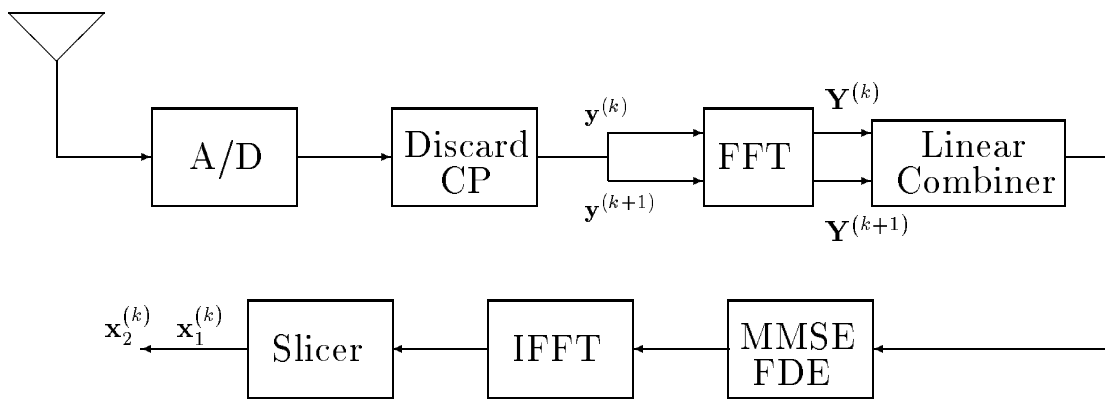 A/D
Discard
CP
y^(k)
y^(k+1)
FFT
Y^(k)
Y^(k+1)
Linear
Combiner
x_2^(k) x_1^(k)
Slicer
IFFT
MMSE
FDE